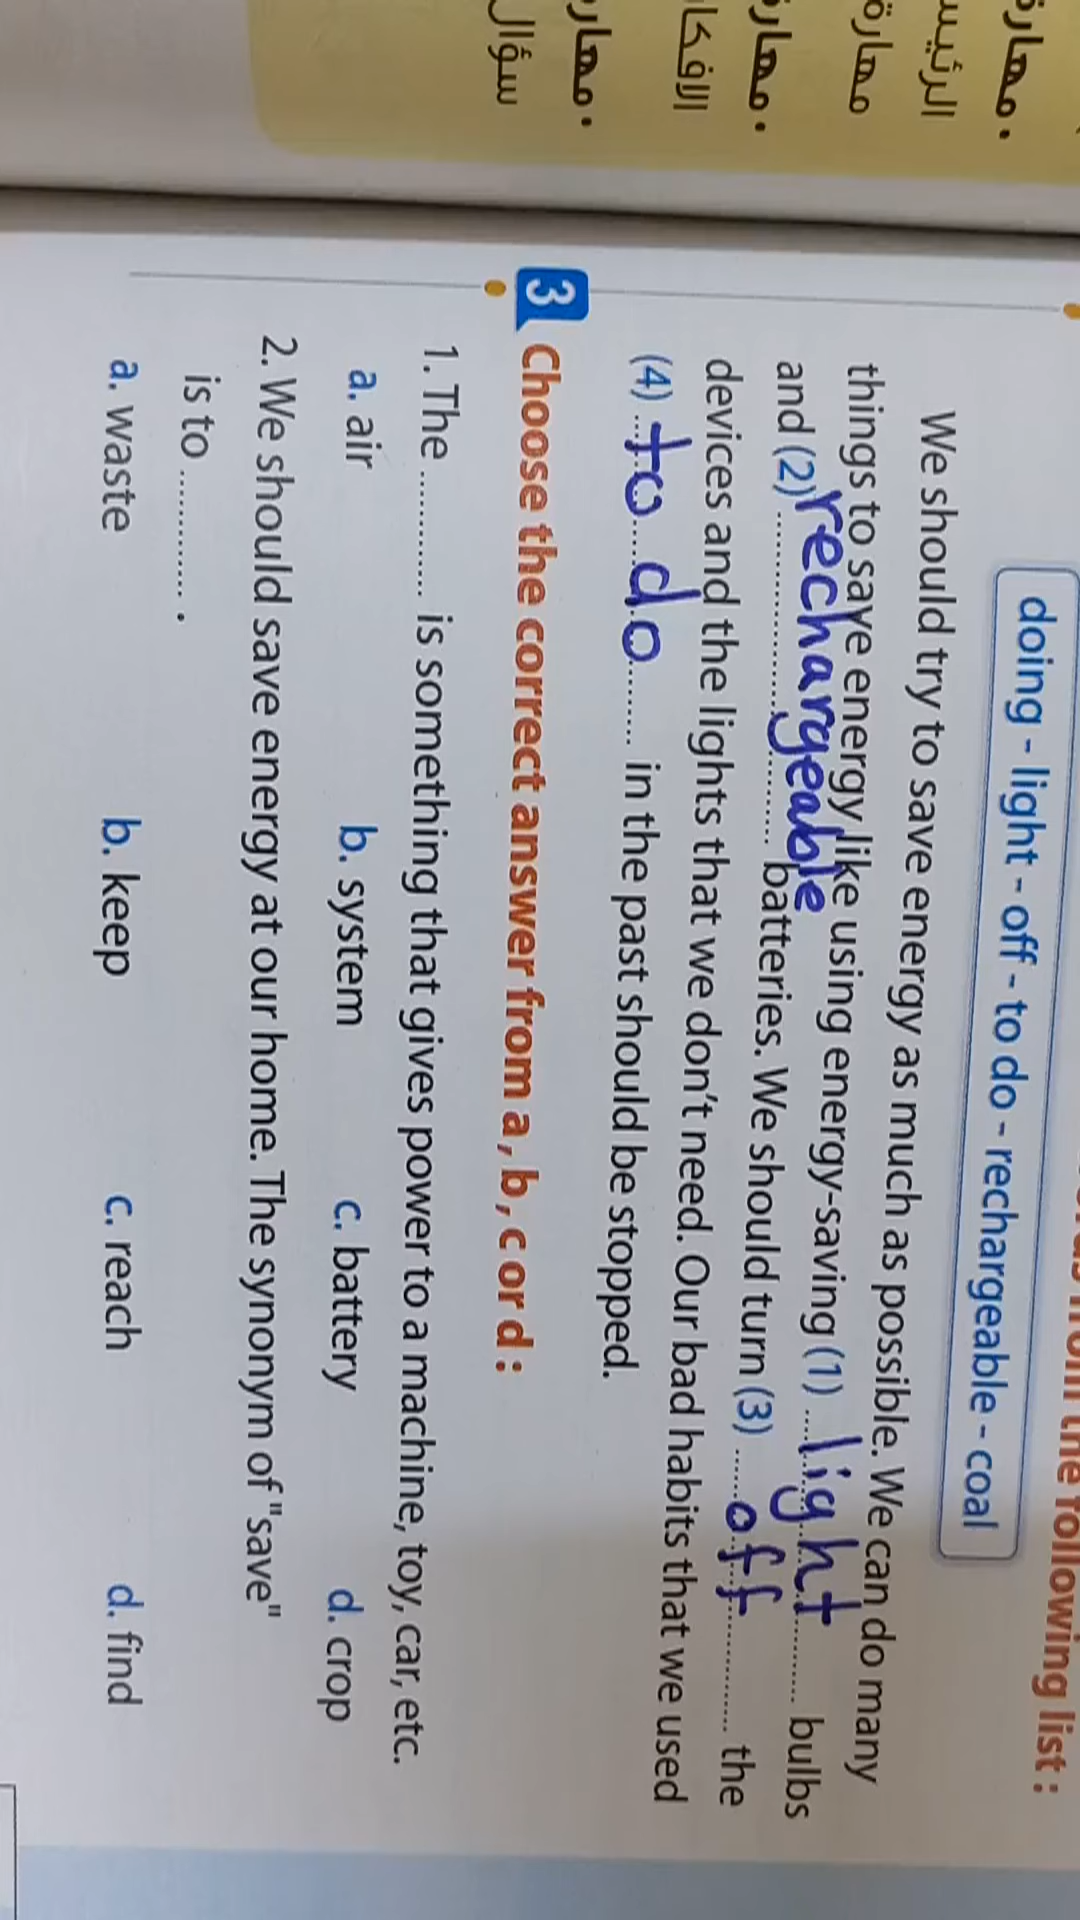 مهارة
الرئيس
مهارة
مهارة
الافكا
مهار
سؤال
the following list :
doing - light - off - to do - rechargeable - coal
We should try to save energy as much as possible. We can do many
things to save energy like using energy-saving (1) light bulbs
and (2) rechargeable batteries. We should turn (3) off the
devices and the lights that we don't need. Our bad habits that we used
(4) to do in the past should be stopped.
3 Choose the correct answer from a, b, c or d :
1. The .......... is something that gives power to a machine, toy, car, etc.
a. air b. system c. battery d. crop
2. We should save energy at our home. The synonym of "save"
is to .......... .
a. waste b. keep c. reach d. find